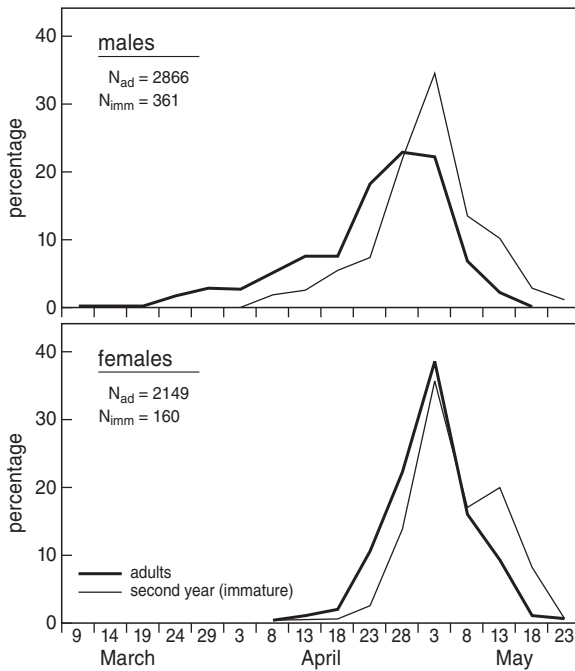 percentage
40
30
20
10
0
males
N_ad = 2866
N_imm = 361
percentage
40
30
20
10
0
females
N_ad = 2149
N_imm = 160
adults
second year (immature)
9 14 19 24 29 3 8 13 18 23 28 3 8 13 18 23
March April May